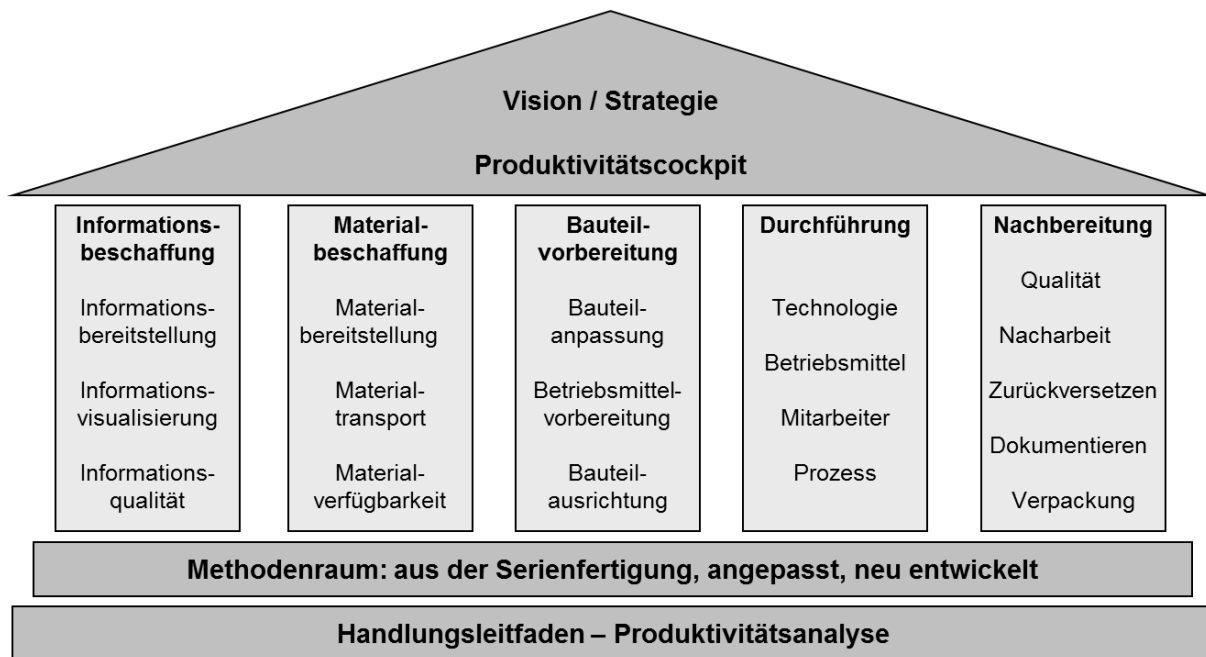 Vision / Strategie
Produktivitätscockpit
Informations-
beschaffung
Informations-
bereitstellung
Informations-
visualisierung
Informations-
qualität
Material-
beschaffung
Material-
bereitstellung
Material-
transport
Material-
verfügbarkeit
Bauteil-
vorbereitung
Bauteil-
anpassung
Betriebsmittel-
vorbereitung
Bauteil-
ausrichtung
Durchführung
Technologie
Betriebsmittel
Mitarbeiter
Prozess
Nachbereitung
Qualität
Nacharbeit
Zurückversetzen
Dokumentieren
Verpackung
Methodenraum: aus der Serienfertigung, angepasst, neu entwickelt
Handlungsleitfaden – Produktivitätsanalyse